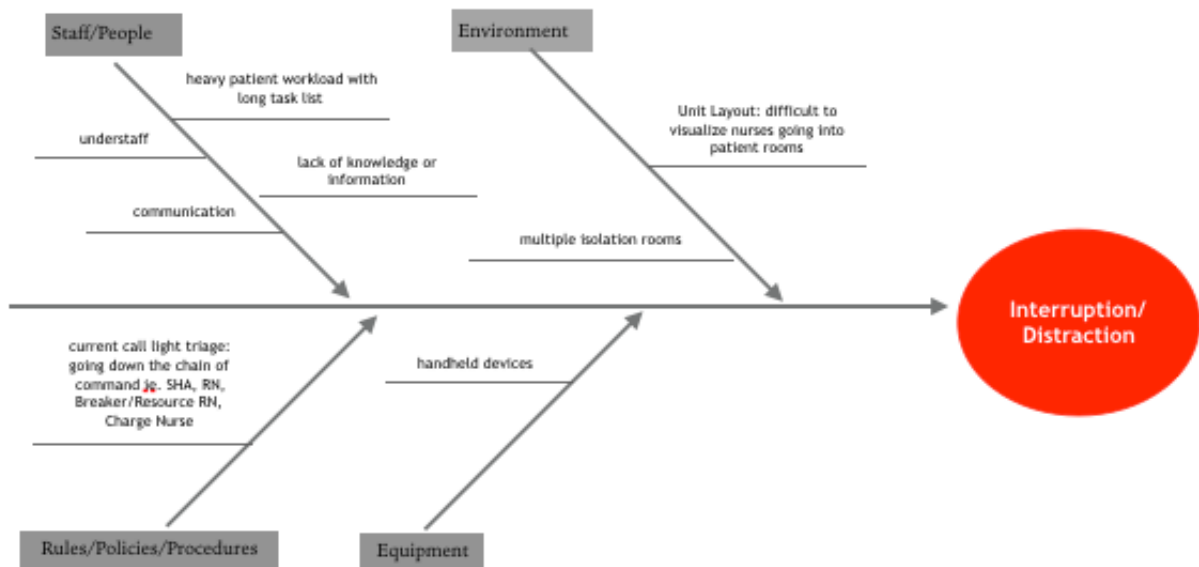 Staff/People
Environment
heavy patient workload with
long task list
understaff
lack of knowledge or
information
communication
Unit Layout: difficult to
visualize nurses going into
patient rooms
multiple isolation rooms
Interruption/
Distraction
current call light triage:
going down the chain of
command ie. SHA, RN,
Breaker/Resource RN,
Charge Nurse
handheld devices
Rules/Policies/Procedures
Equipment